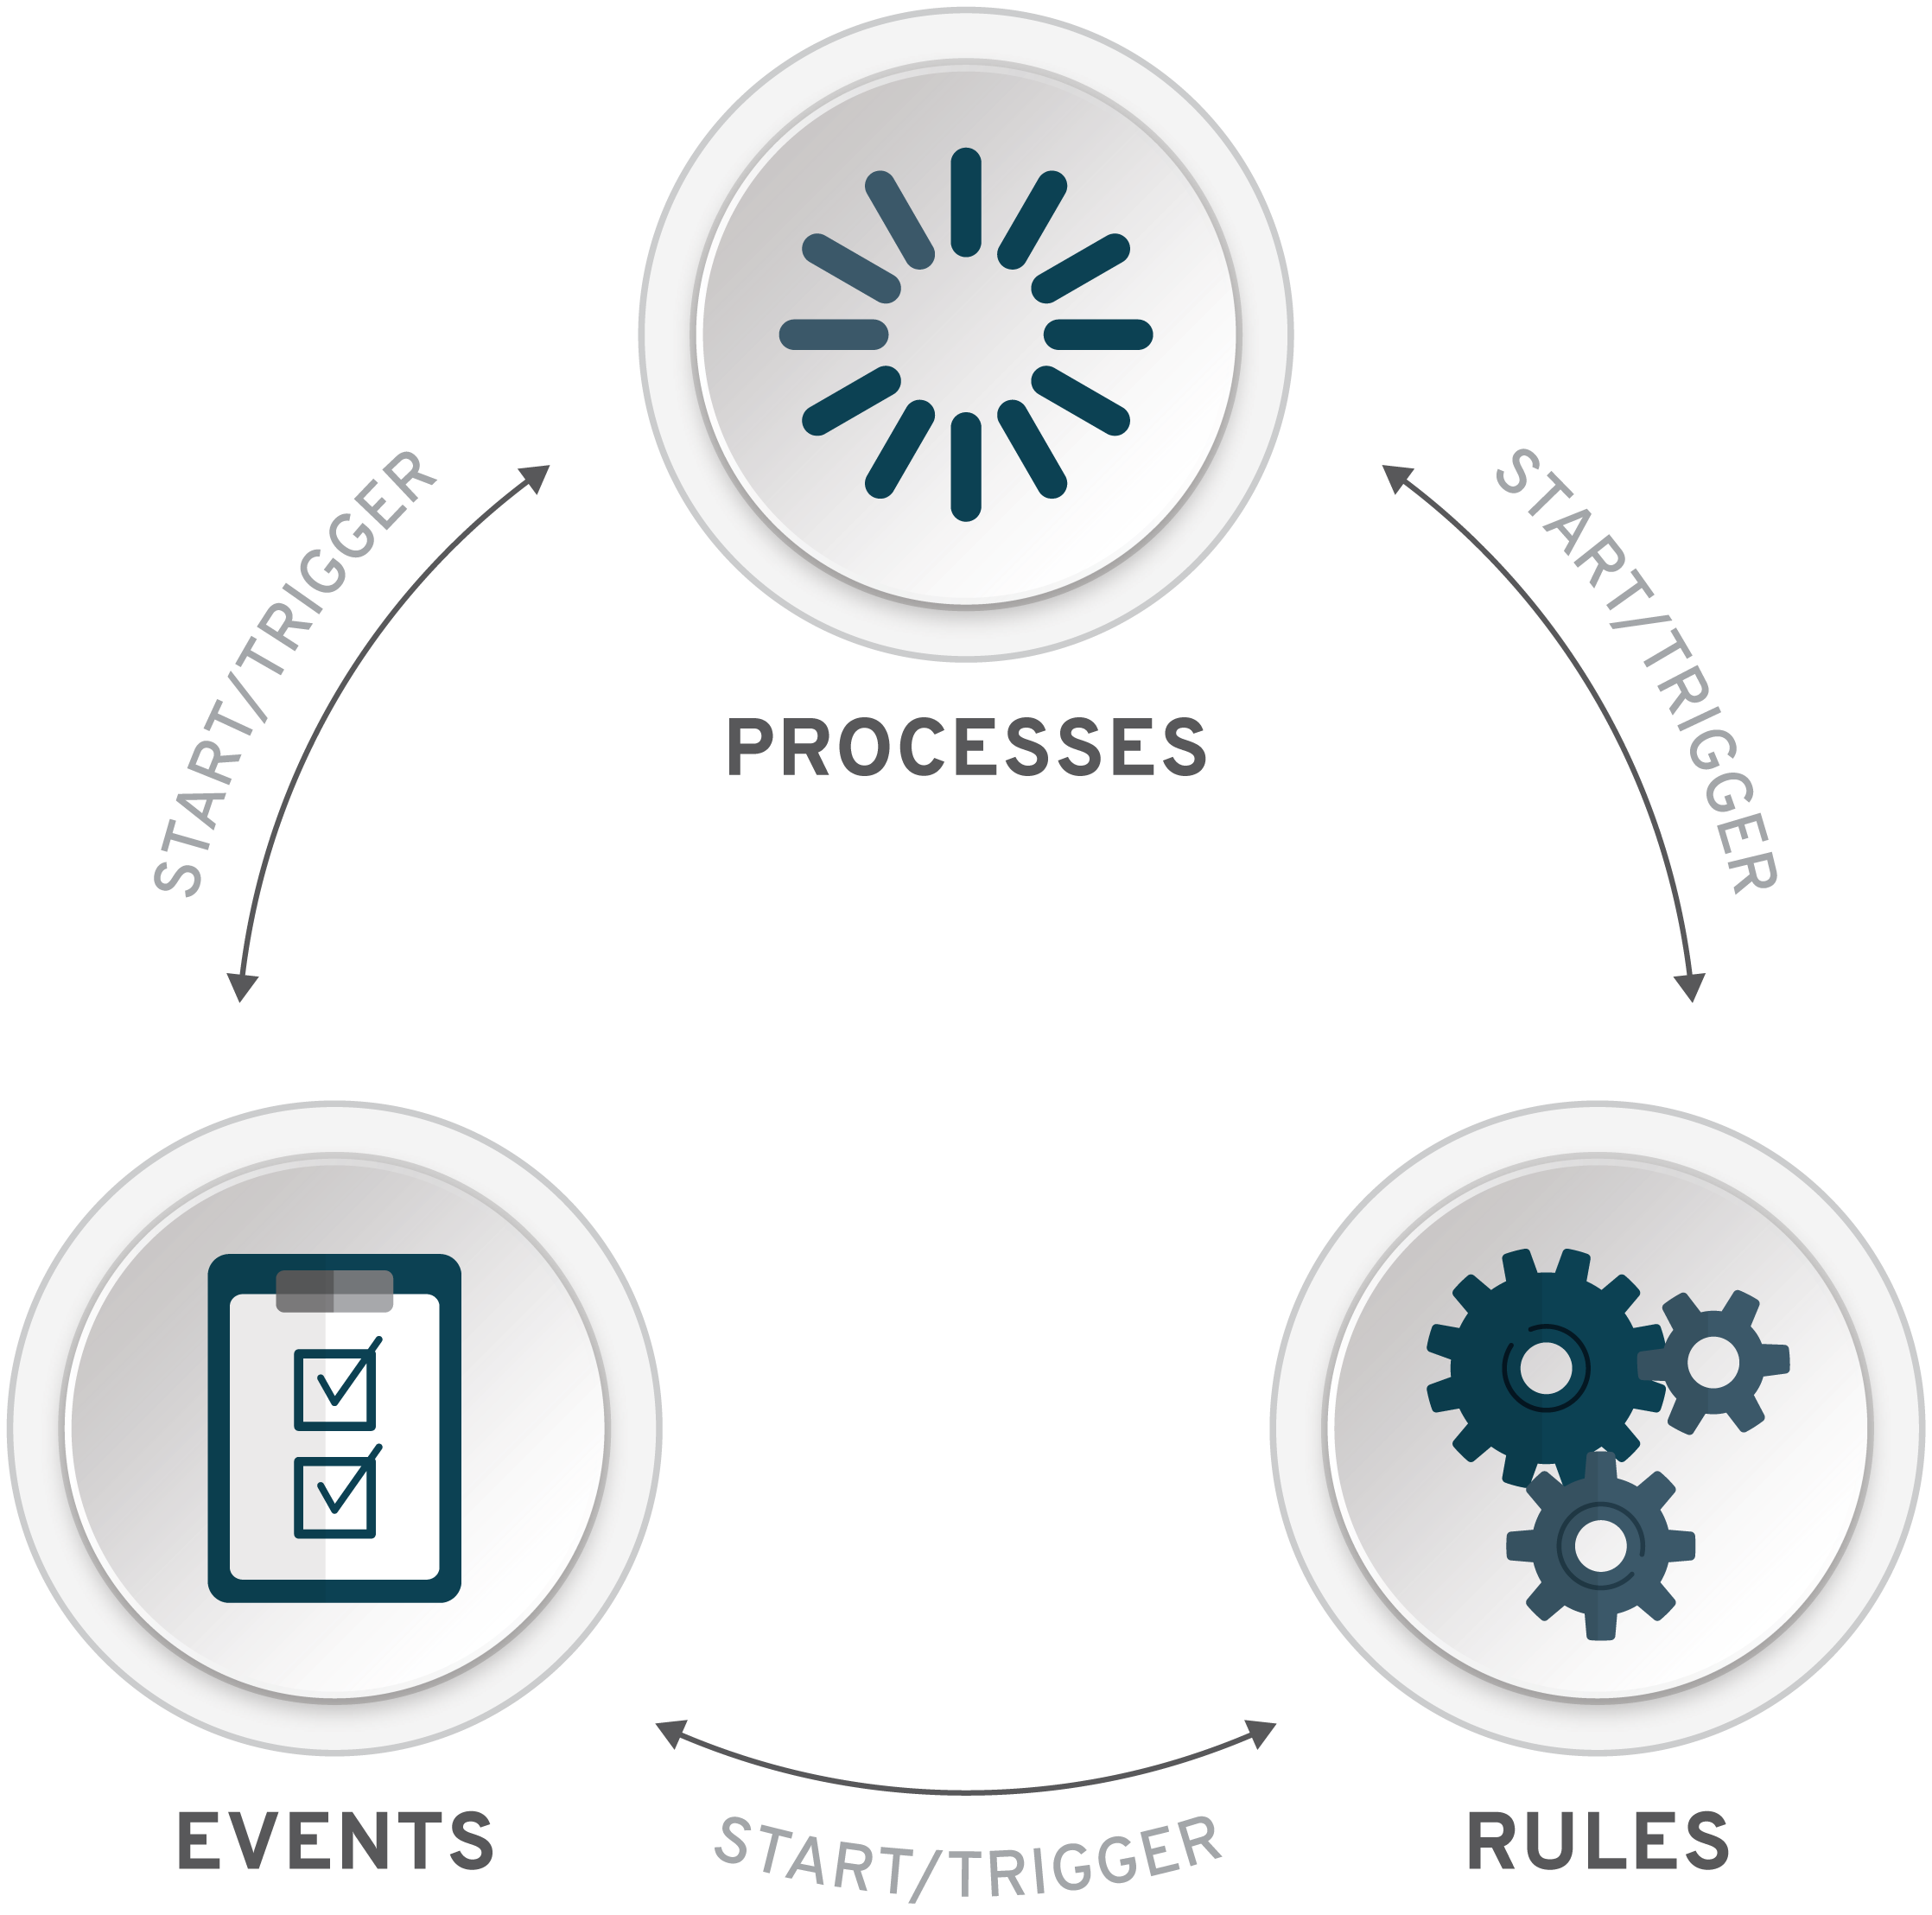 START/TRIGGER
START/TRIGGER
PROCESSES
EVENTS
START/TRIGGER
RULES